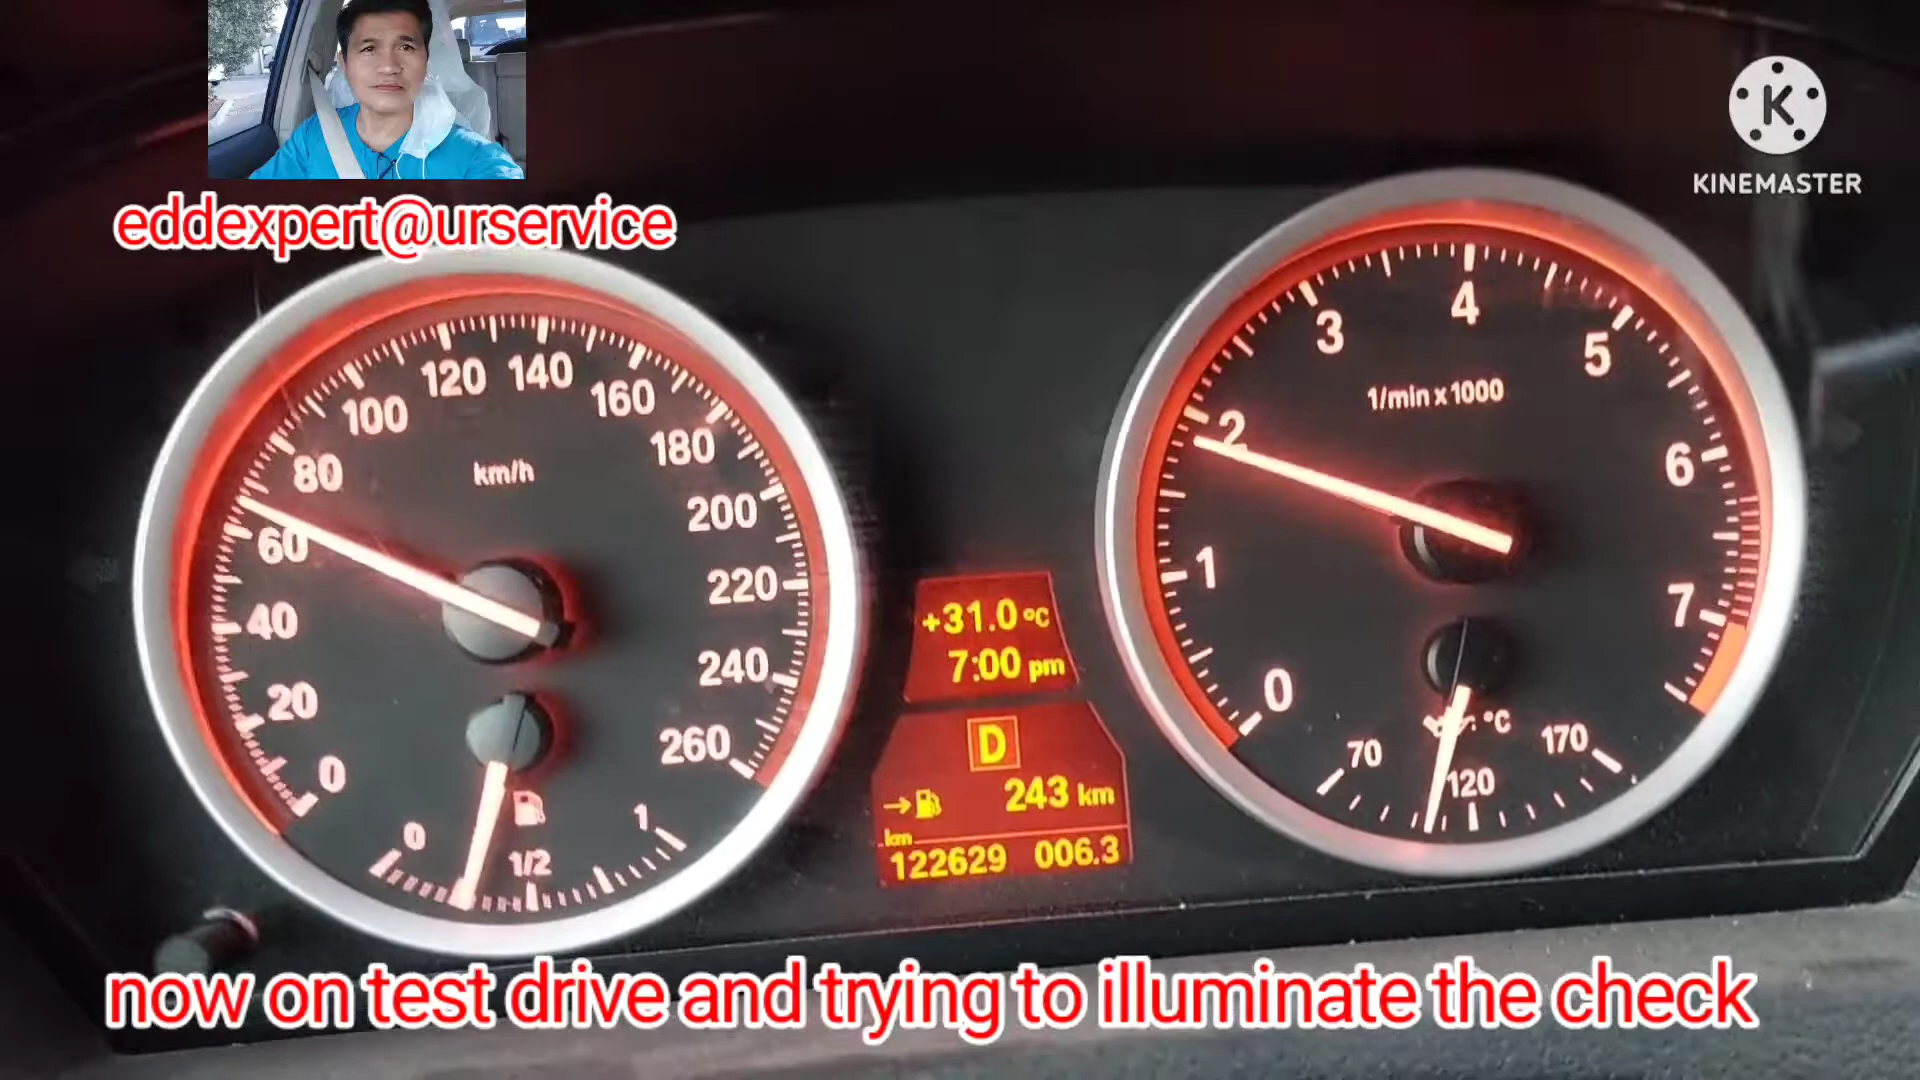 K
KINEMASTER
eddexpert@urservice
0
20
40
60
80
100
120
140
160
180
200
220
240
260
km/h
0
1/2
1
+31.0 °C
7:00 pm
D
→ 243 km
km
122629 006.3
0
1
2
3
4
5
6
7
1/min x 1000
°C
70
120
170
now on test drive and trying to illuminate the check